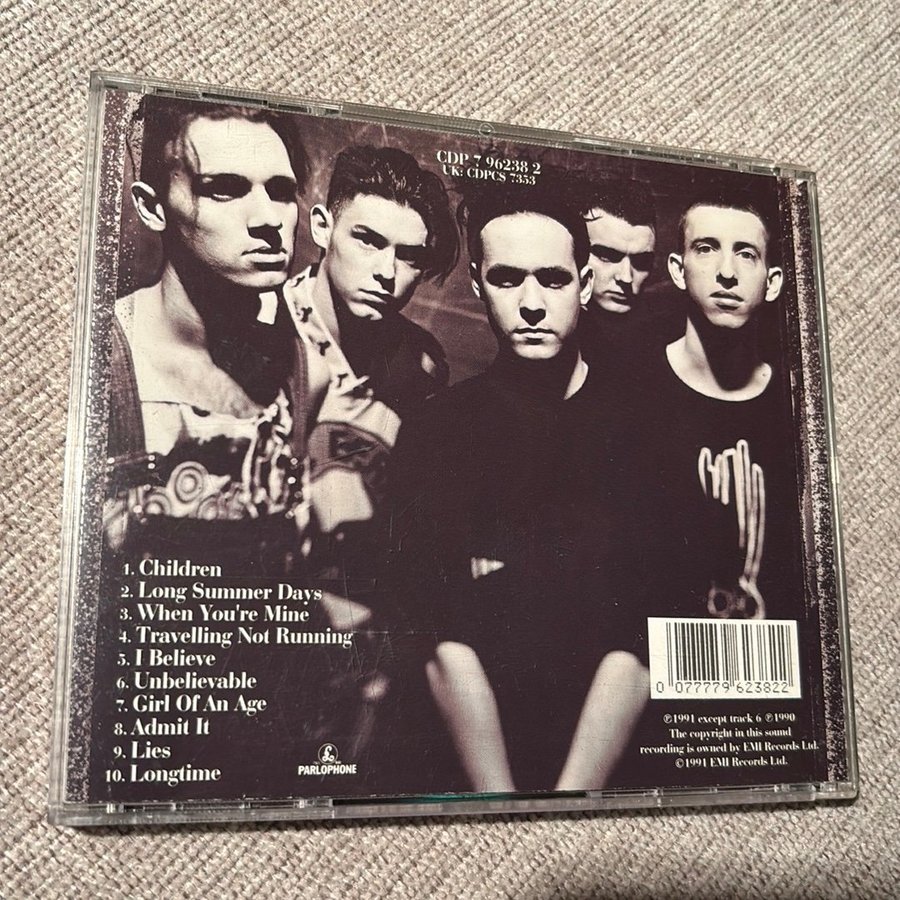 CDP 7 96238 2
UK: CDPCS 7353
1. Children
2. Long Summer Days
3. When You're Mine
4. Travelling Not Running
5. I Believe
6. Unbelievable
7. Girl Of An Age
8. Admit It
9. Lies
10. Longtime
PARLOPHONE
0 077779 623822
℗1991 except track 6 ℗1990
The copyright in this sound
recording is owned by EMI Records Ltd.
©1991 EMI Records Ltd.